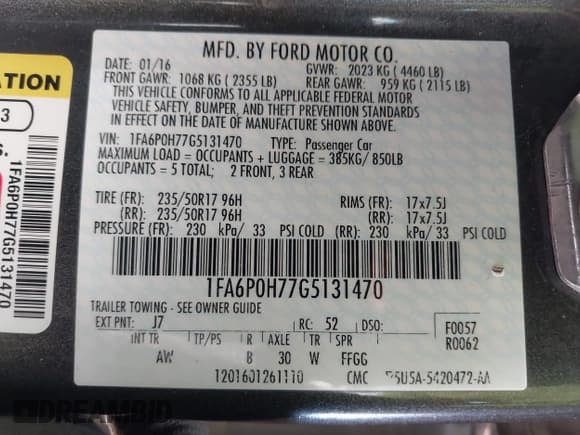 MFD. BY FORD MOTOR CO.
DATE: 01/16 GVWR: 2023 KG ( 4460 LB)
FRONT GAWR: 1068 KG ( 2355 LB) REAR GAWR: 959 KG ( 2115 LB)
THIS VEHICLE CONFORMS TO ALL APPLICABLE FEDERAL MOTOR
VEHICLE SAFETY, BUMPER, AND THEFT PREVENTION STANDARDS
IN EFFECT ON THE DATE OF MANUFACTURE SHOWN ABOVE.
VIN: 1FA6P0H77G5131470 TYPE: Passenger Car
MAXIMUM LOAD = OCCUPANTS + LUGGAGE = 385KG/ 850LB
OCCUPANTS = 5 TOTAL; 2 FRONT, 3 REAR
TIRE (FR): 235/50R17 96H RIMS (FR): 17x7.5J
(RR): 235/50R17 96H (RR): 17x7.5J
PRESSURE (FR): 230 kPa/ 33 PSI COLD (RR): 230 kPa/ 33 PSI COLD
1FA6P0H77G5131470
TRAILER TOWING - SEE OWNER GUIDE
EXT PNT: J7 RC: 52 DSO: F0057
R0062
INT TR TP/PS R AXLE TR SPR
AW B 30 W FFGG
1201601261110 CMC 5U5A-5420472-AA
ATION
3
S.
1FA6P0H77G5131470
DREAMBID